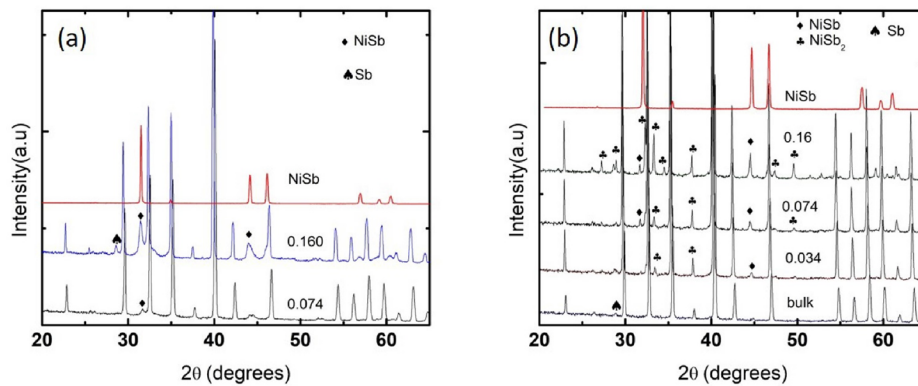 (a)
♦ NiSb
♠ Sb
NiSb
0.160
0.074
Intensity(a.u)
20 30 40 50 60
2θ (degrees)
(b)
♦ NiSb
♣ NiSb₂
♠ Sb
NiSb
0.16
0.074
0.034
bulk
Intensity(a.u)
20 30 40 50 60
2θ (degrees)